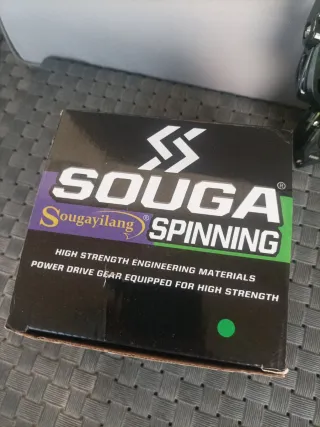 SOUGA®
Sougayilang®
SPINNING
HIGH STRENGTH ENGINEERING MATERIALS
POWER DRIVE GEAR EQUIPPED FOR HIGH STRENGTH